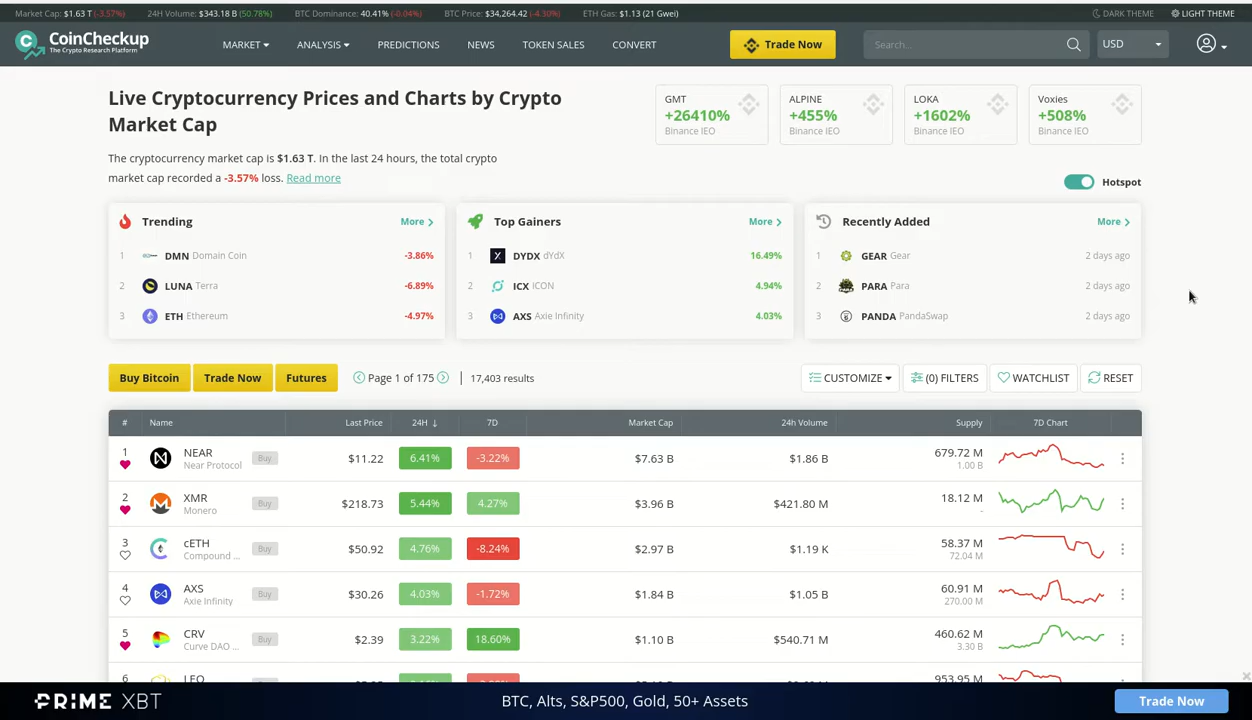 Market Cap: $1.63 T (-3.57%) 24H Volume: $343.18 B (50.78%) BTC Dominance: 40.41% (-0.04%) BTC Price: $34,264.42 (-4.30%) ETH Gas: $1.13 (21 Gwei) DARK THEME LIGHT THEME
CoinCheckup
The Crypto Research Platform
MARKET ANALYSIS PREDICTIONS NEWS TOKEN SALES CONVERT Trade Now Search... USD
Live Cryptocurrency Prices and Charts by Crypto
Market Cap
The cryptocurrency market cap is $1.63 T. In the last 24 hours, the total crypto
market cap recorded a -3.57% loss. Read more
GMT
+26410%
Binance IEO
ALPINE
+455%
Binance IEO
LOKA
+1602%
Binance IEO
Voxies
+508%
Binance IEO
Hotspot
Trending More
1 DMN Domain Coin -3.86%
2 LUNA Terra -6.89%
3 ETH Ethereum -4.97%
Top Gainers More
1 DYDX dYdX 16.49%
2 ICX ICON 4.94%
3 AXS Axie Infinity 4.03%
Recently Added More
1 GEAR Gear 2 days ago
2 PARA Para 2 days ago
3 PANDA PandaSwap 2 days ago
Buy Bitcoin Trade Now Futures Page 1 of 175 17,403 results CUSTOMIZE (0) FILTERS WATCHLIST RESET
# Name Last Price 24H ↓ 7D Market Cap 24h Volume Supply 7D Chart
1 NEAR Buy $11.22 6.41% -3.22% $7.63 B $1.86 B 679.72 M
Near Protocol 1.00 B
2 XMR Buy $218.73 5.44% 4.27% $3.96 B $421.80 M 18.12 M
Monero -
3 cETH Buy $50.92 4.76% -8.24% $2.97 B $1.19 K 58.37 M
Compound ... 72.04 M
4 AXS Buy $30.26 4.03% -1.72% $1.84 B $1.05 B 60.91 M
Axie Infinity 270.00 M
5 CRV Buy $2.39 3.22% 18.60% $1.10 B $540.71 M 460.62 M
Curve DAO ... 3.30 B
6 LEO 953.95 M
PRIME XBT BTC, Alts, S&P500, Gold, 50+ Assets Trade Now